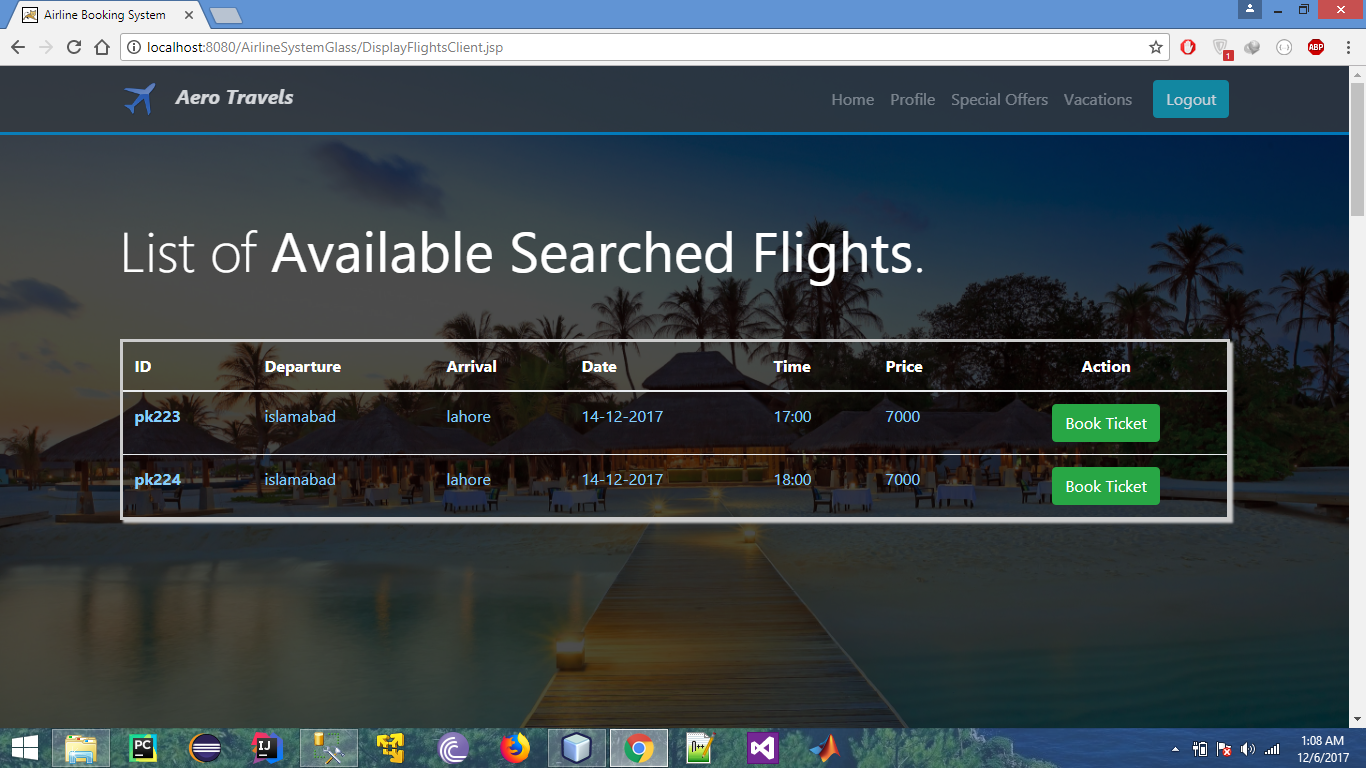 Airline Booking System
localhost:8080/AirlineSystemGlass/DisplayFlightsClient.jsp
1
ABP
Aero Travels
Home Profile Special Offers Vacations Logout
List of Available Searched Flights.
ID Departure Arrival Date Time Price Action
pk223 islamabad lahore 14-12-2017 17:00 7000 Book Ticket
pk224 islamabad lahore 14-12-2017 18:00 7000 Book Ticket
PC
IJ
1:08 AM
12/6/2017